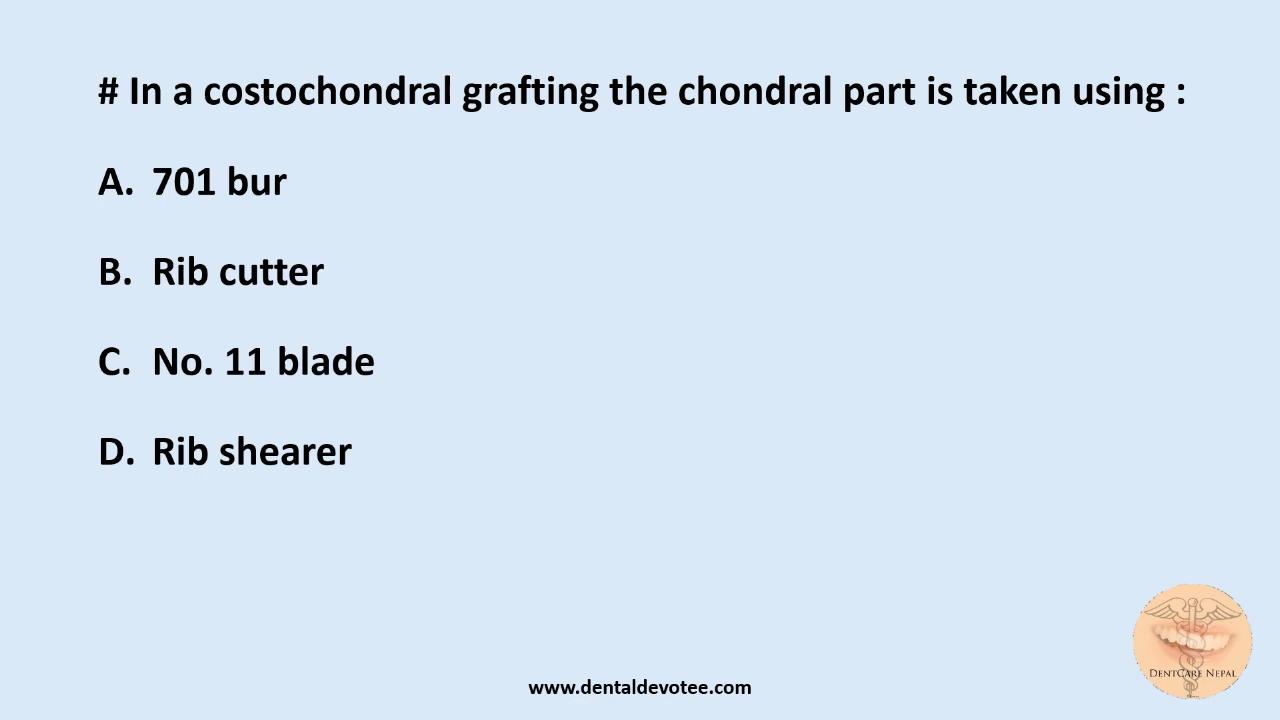 # In a costochondral grafting the chondral part is taken using :
A. 701 bur
B. Rib cutter
C. No. 11 blade
D. Rib shearer
DentCare Nepal
www.dentaldevotee.com